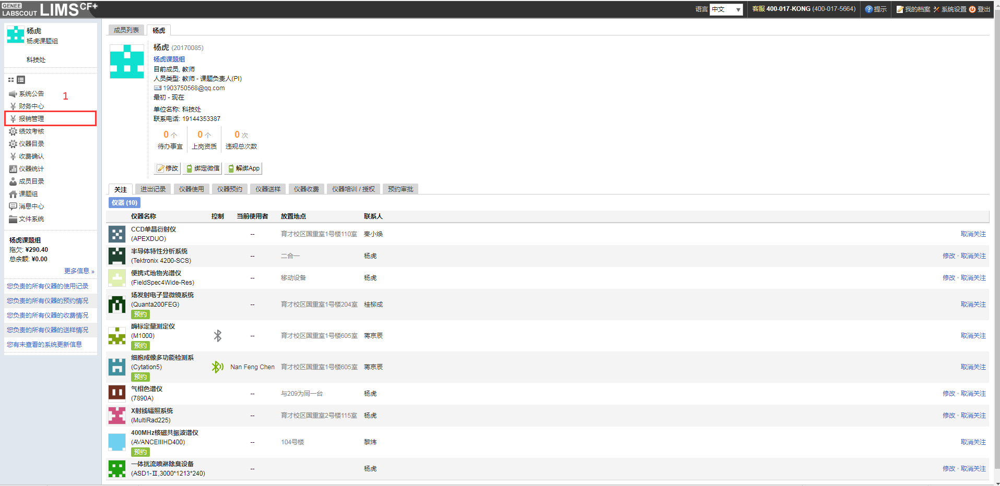 GENEE
LABSCOUT LIMS CF+
语言 中文 客服 400-017-KONG (400-017-5664) 提示 我的档案 系统设置 登出
杨虎
杨虎课题组
科技处
系统公告
1
财务中心
报销管理
绩效考核
仪器目录
收费确认
仪器统计
成员目录
课题组
消息中心
文件系统
杨虎课题组
拖欠: ¥290.40
总余额: ¥0.00
更多信息 »
您负责的所有仪器的使用记录
您负责的所有仪器的预约情况
您负责的所有仪器的收费情况
您负责的所有仪器的送样情况
您有未查看的系统更新信息
成员列表 杨虎
杨虎 (20170085)
杨虎课题组
目前成员, 教师
人员类型: 教师 - 课题负责人(PI)
1903750568@qq.com
最初 - 现在
单位名称: 科技处
联系电话: 19144353387
0 个 0 个 0 次
待办事宜 上岗资质 违规总次数
修改 绑定微信 解绑App
关注 进出记录 仪器使用 仪器预约 仪器送样 仪器收费 仪器培训 / 授权 预约审批
仪器 (10)
仪器名称 控制 当前使用者 放置地点 联系人
CCD单晶衍射仪
(APEXDUO) -- 育才校区国重室1号楼110室 秦小焕 取消关注
半导体特性分析系统
(Tektronix 4200-SCS) -- 二合一 杨虎 修改 · 取消关注
便携式地物光谱仪
(FieldSpec4Wide-Res) -- 移动设备 杨虎 修改 · 取消关注
场发射电子显微镜系统
(Quanta200FEG) -- 育才校区国重室1号楼204室 桂柳成 取消关注
预约
酶标定量测定仪
(M1000) -- 育才校区国重室1号楼605室 蒋京辰 取消关注
预约
细胞成像多功能检测系
(Cytation5) Nan Feng Chen 育才校区国重室1号楼605室 蒋京辰 取消关注
预约
气相色谱仪
(7890A) -- 与209为同一台 杨虎 修改 · 取消关注
X射线辐照系统
(MultiRad225) -- 育才校区国重室2号楼115室 杨虎 修改 · 取消关注
400MHz核磁共振波谱仪
(AVANCEIIIHD400) -- 104号楼 黎炜 取消关注
预约
一体扰流喷淋除臭设备
(ASD1-Ⅱ,3000*1213*240) -- 杨虎 修改 · 取消关注